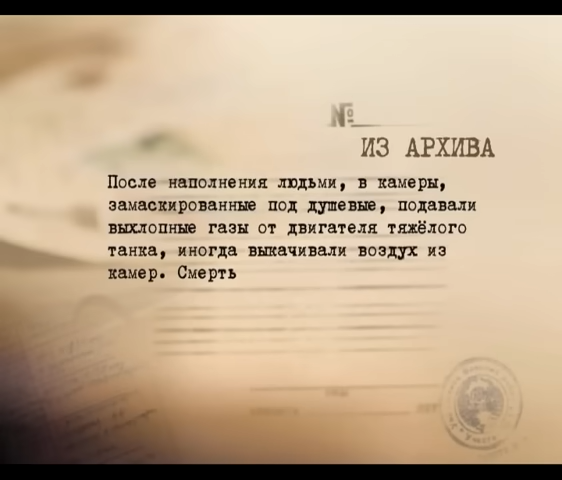 №
ИЗ АРХИВА
После наполнения людьми, в камеры,
замаскированные под душевые, подавали
выхлопные газы от двигателя тяжёлого
танка, иногда выкачивали воздух из
камер. Смерть